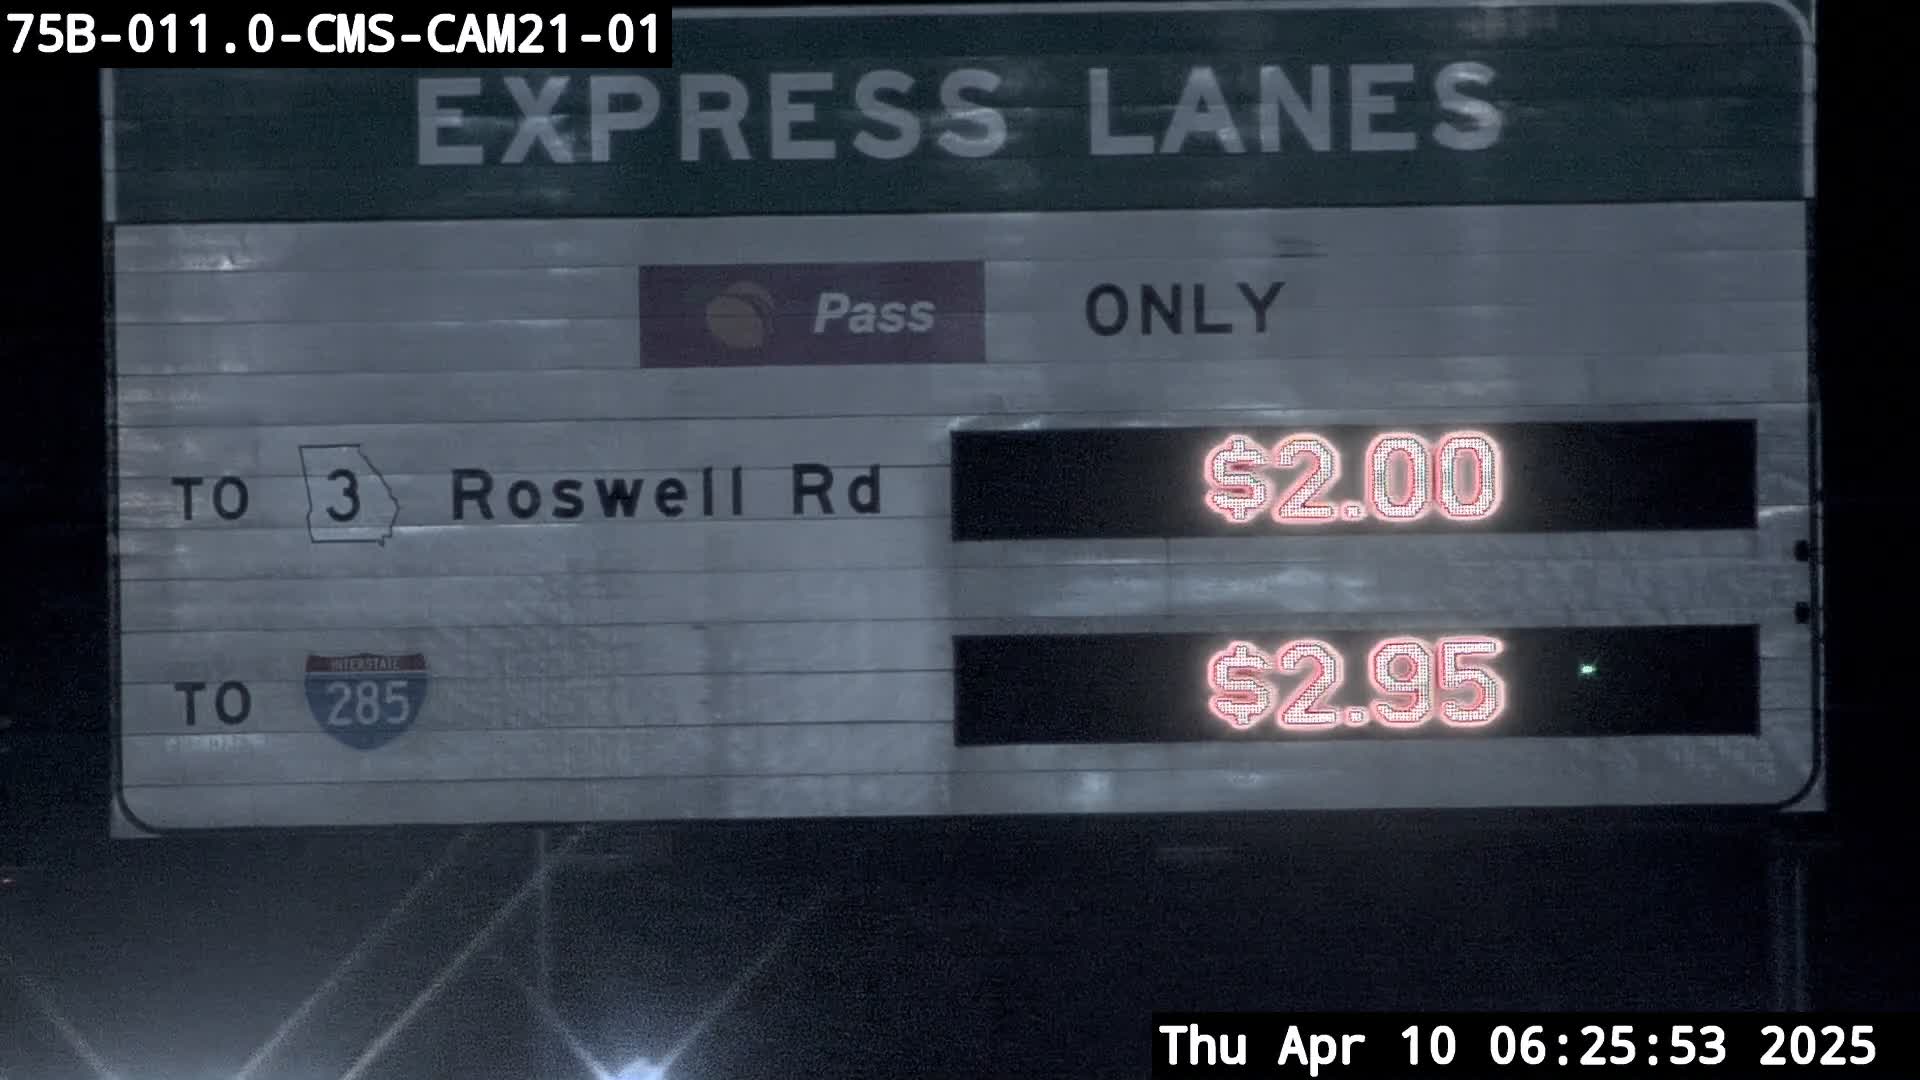 75B-011.0-CMS-CAM21-01
EXPRESS LANES
Pass ONLY
TO 3 Roswell Rd $2.00
TO INTERSTATE 285 $2.95
Thu Apr 10 06:25:53 2025